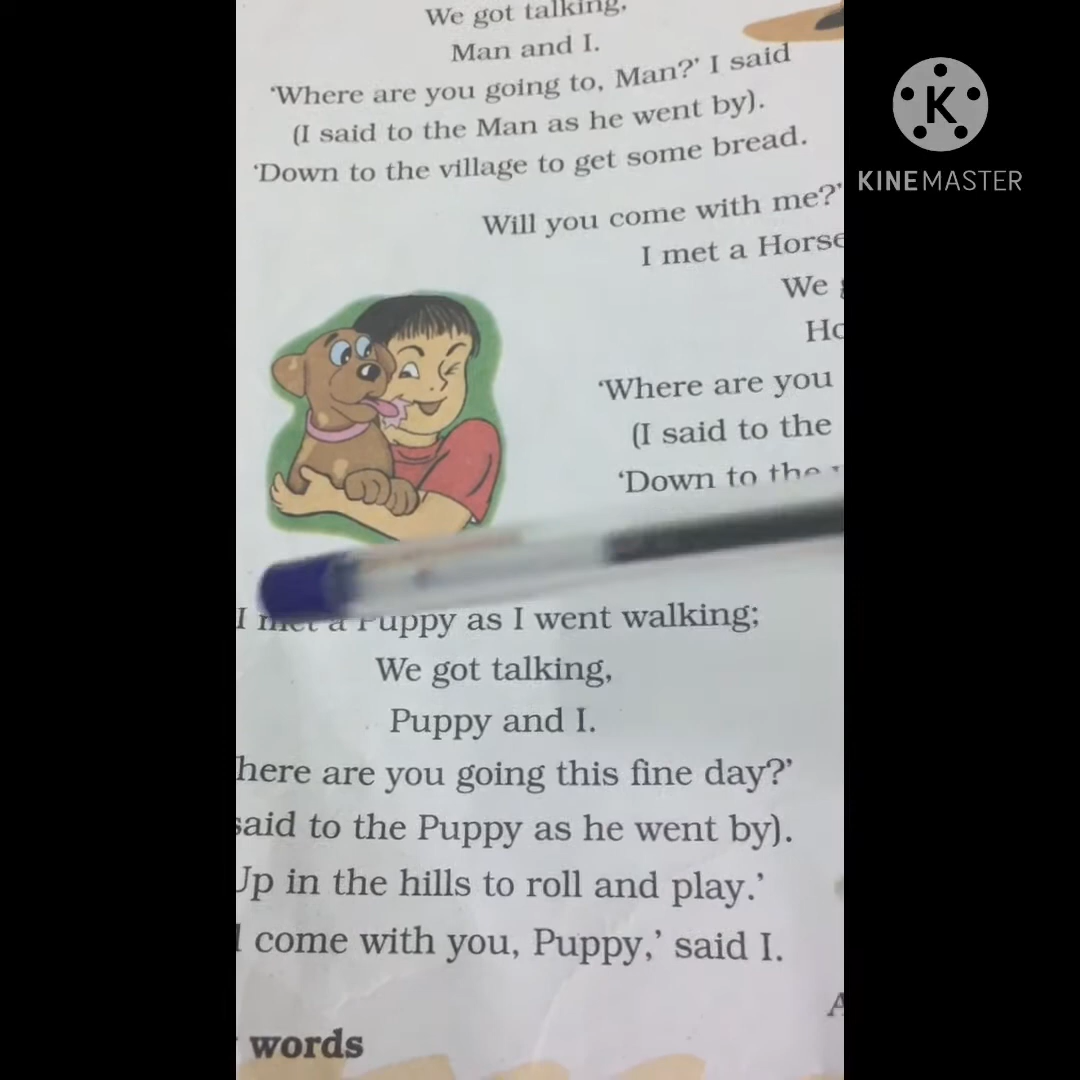 We got talking,
Man and I.
'Where are you going to, Man?' I said
(I said to the Man as he went by).
'Down to the village to get some bread.
Will you come with me?'
I met a Horse
We
'Where are you
(I said to the
'Down to the
I met a Puppy as I went walking;
We got talking,
Puppy and I.
here are you going this fine day?'
said to the Puppy as he went by).
Up in the hills to roll and play.'
come with you, Puppy,' said I.
words
K
KINEMASTER